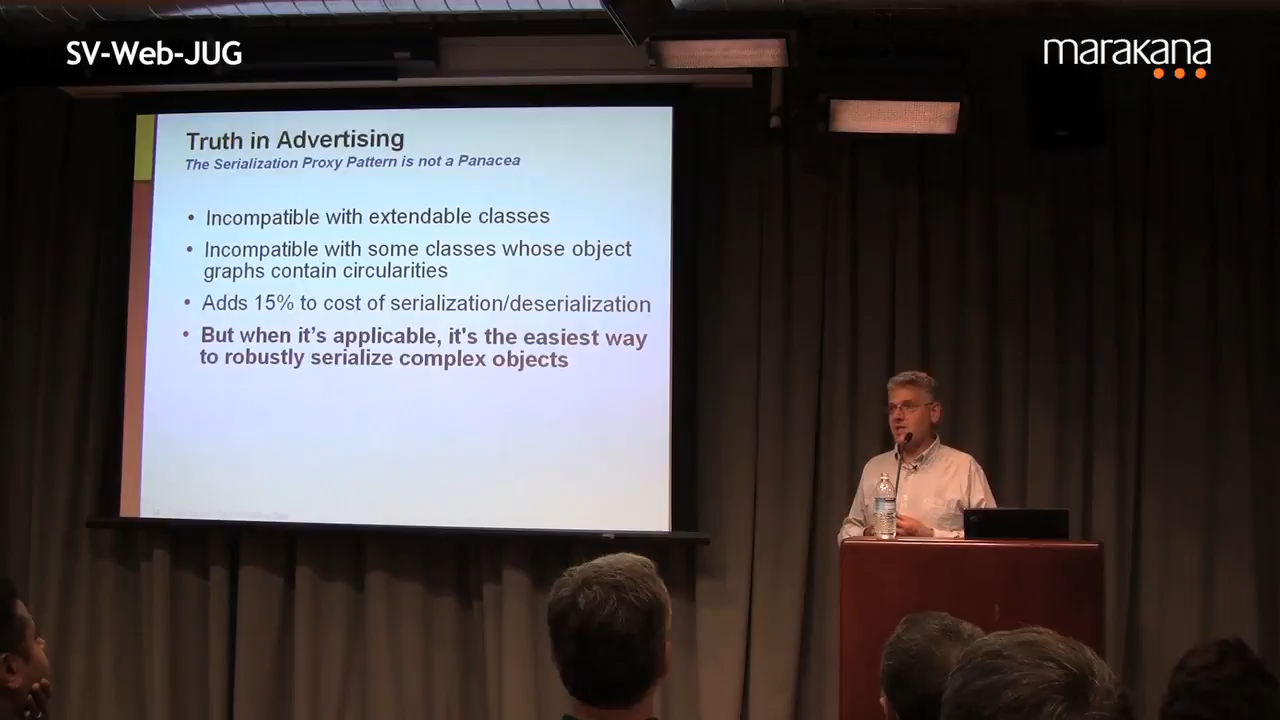 SV-Web-JUG
marakana
Truth in Advertising
The Serialization Proxy Pattern is not a Panacea
• Incompatible with extendable classes
• Incompatible with some classes whose object
graphs contain circularities
• Adds 15% to cost of serialization/deserialization
• But when it's applicable, it's the easiest way
to robustly serialize complex objects